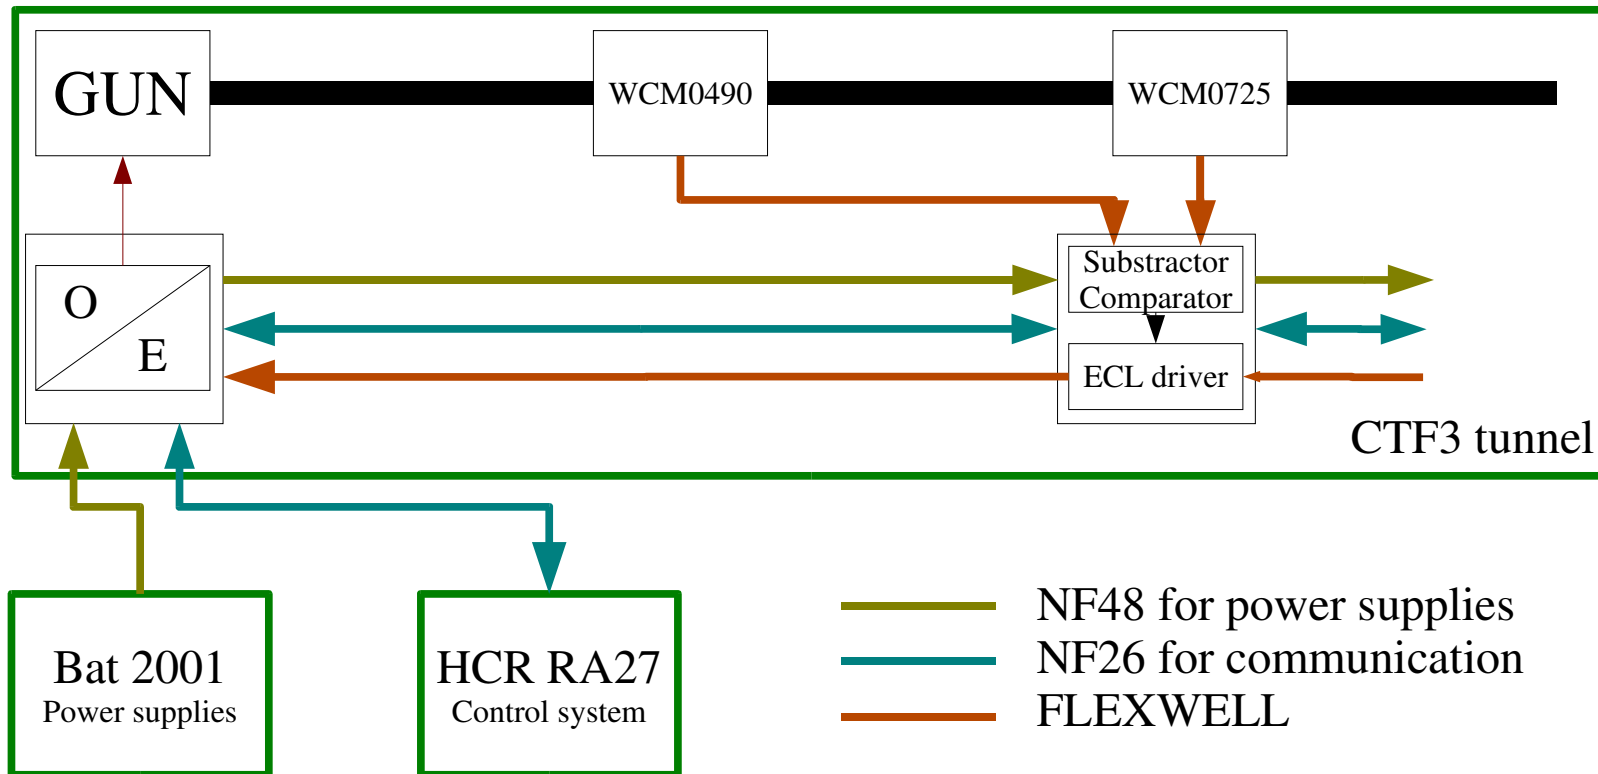 GUN
WCM0490
WCM0725
O
E
Substractor
Comparator
ECL driver
CTF3 tunnel
Bat 2001
Power supplies
HCR RA27
Control system
NF48 for power supplies
NF26 for communication
FLEXWELL